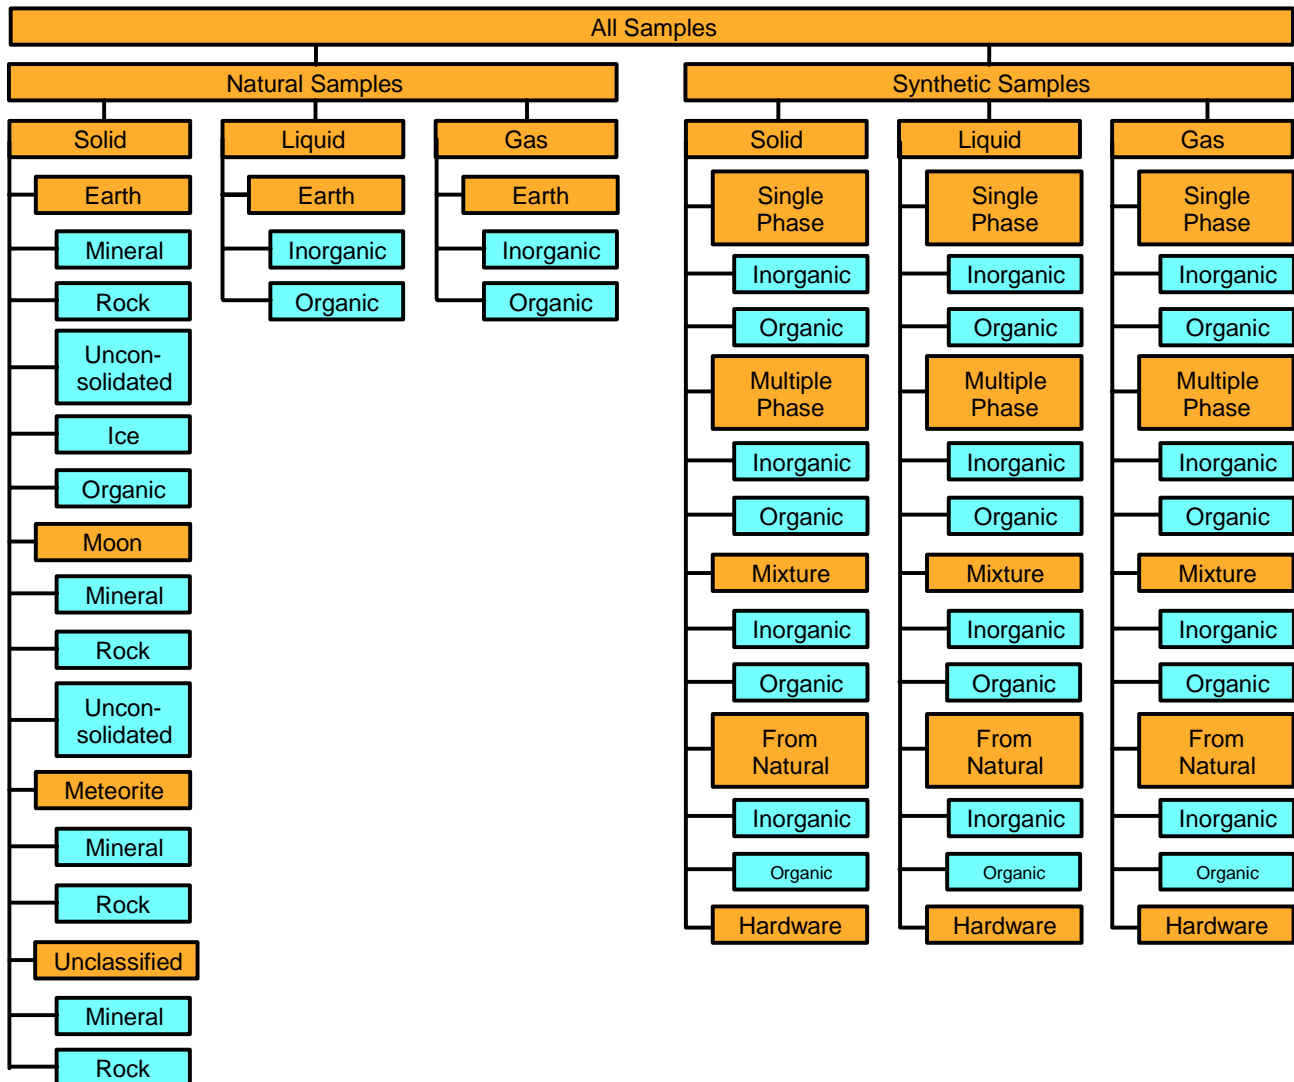 All Samples
Natural Samples
Synthetic Samples
Solid
Earth
Mineral
Rock
Uncon-
solidated
Ice
Organic
Moon
Mineral
Rock
Uncon-
solidated
Meteorite
Mineral
Rock
Unclassified
Mineral
Rock
Liquid
Earth
Inorganic
Organic
Gas
Earth
Inorganic
Organic
Solid
Single
Phase
Inorganic
Organic
Multiple
Phase
Inorganic
Organic
Mixture
Inorganic
Organic
From
Natural
Inorganic
Organic
Hardware
Liquid
Single
Phase
Inorganic
Organic
Multiple
Phase
Inorganic
Organic
Mixture
Inorganic
Organic
From
Natural
Inorganic
Organic
Hardware
Gas
Single
Phase
Inorganic
Organic
Multiple
Phase
Inorganic
Organic
Mixture
Inorganic
Organic
From
Natural
Inorganic
Organic
Hardware